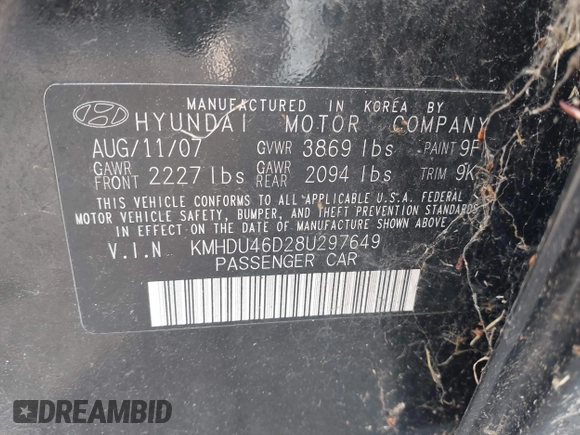 MANUFACTURED IN KOREA BY
HYUNDAI MOTOR COMPANY
AUG/11/07 GVWR 3869 lbs PAINT 9F
GAWR FRONT 2227 lbs GAWR REAR 2094 lbs TRIM 9K
THIS VEHICLE CONFORMS TO ALL APPLICABLE U.S.A. FEDERAL
MOTOR VEHICLE SAFETY, BUMPER, AND THEFT PREVENTION STANDARDS
IN EFFECT ON THE DATE OF MANUFACTURE SHOWN ABOVE
V.I.N KMHDU46D28U297649
PASSENGER CAR
DREAMBID